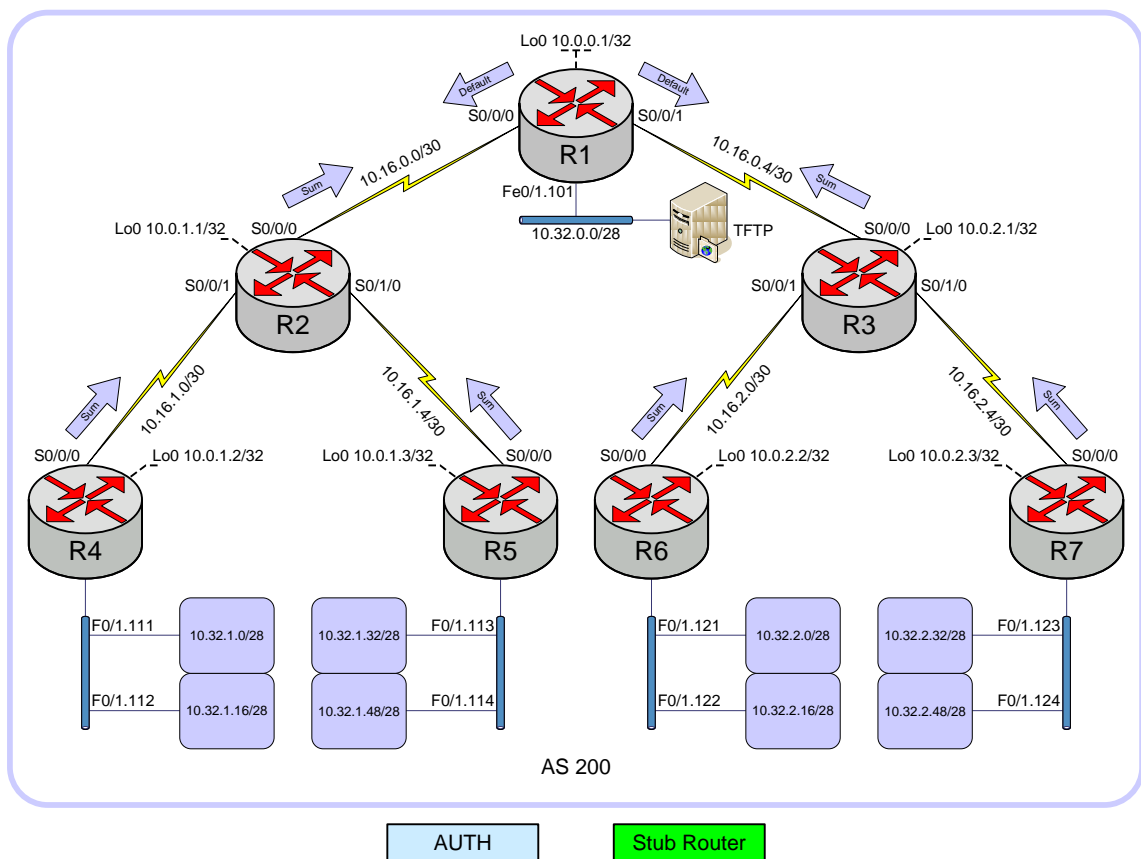 Lo0 10.0.0.1/32
Default
Default
S0/0/0
S0/0/1
R1
10.16.0.0/30
10.16.0.4/30
Sum
Sum
Fe0/1.101
10.32.0.0/28
TFTP
Lo0 10.0.1.1/32
S0/0/0
S0/0/0
Lo0 10.0.2.1/32
S0/0/1
S0/1/0
R2
S0/0/1
S0/1/0
R3
Sum
10.16.1.0/30
10.16.1.4/30
Sum
Sum
10.16.2.0/30
10.16.2.4/30
Sum
S0/0/0
Lo0 10.0.1.2/32
Lo0 10.0.1.3/32
S0/0/0
S0/0/0
Lo0 10.0.2.2/32
Lo0 10.0.2.3/32
S0/0/0
R4
R5
R6
R7
F0/1.111
10.32.1.0/28
10.32.1.32/28
F0/1.113
F0/1.121
10.32.2.0/28
10.32.2.32/28
F0/1.123
F0/1.112
10.32.1.16/28
10.32.1.48/28
F0/1.114
F0/1.122
10.32.2.16/28
10.32.2.48/28
F0/1.124
AS 200
AUTH
Stub Router